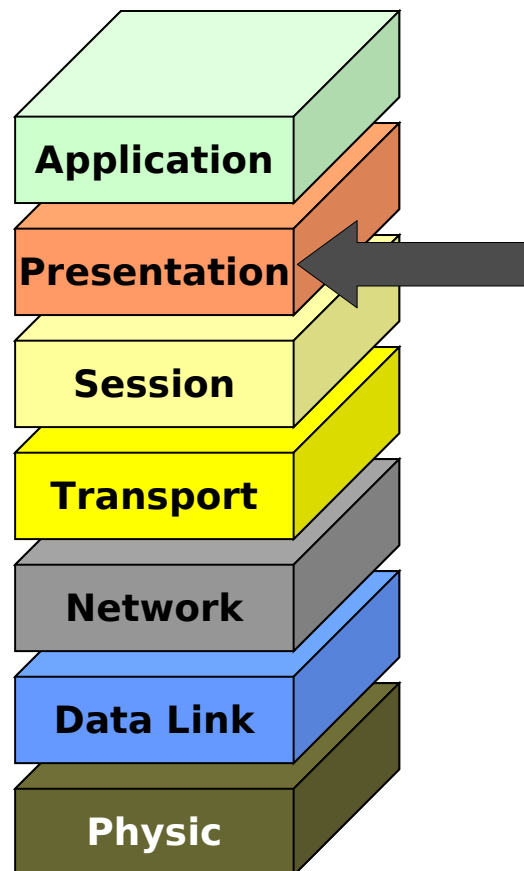 Application
Presentation
Session
Transport
Network
Data Link
Physic